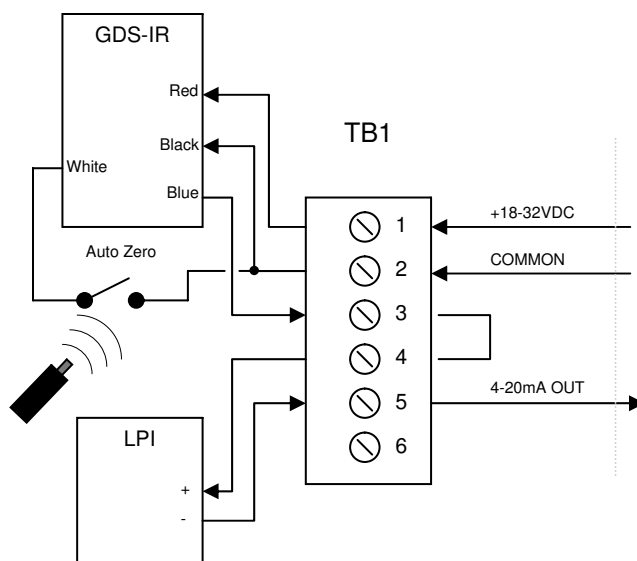 GDS-IR
Red
TB1
Black
White
Blue
+18-32VDC
1
Auto Zero
COMMON
2
3
4
4-20mA OUT
5
LPI
6
+
-